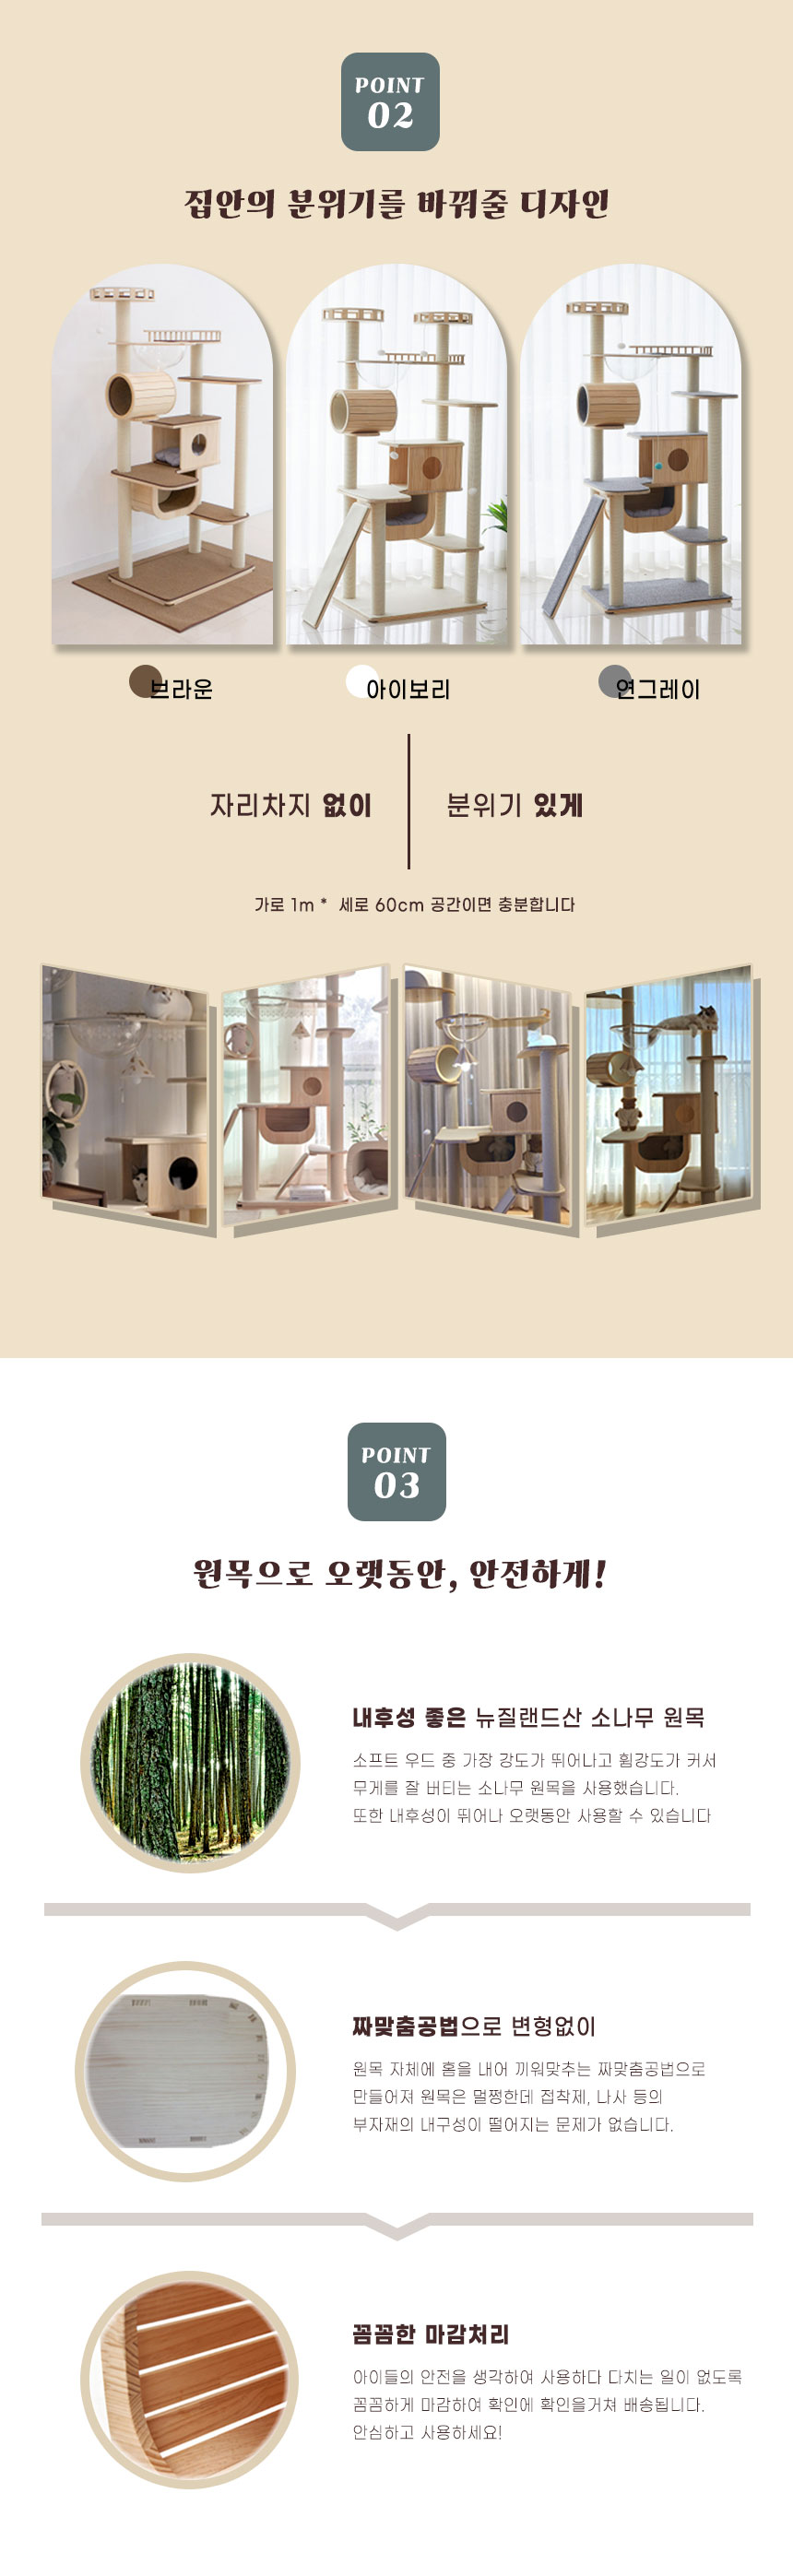 POINT
02
집안의 분위기를 바꿔줄 디자인
브라운
아이보리
연그레이
자리차지 없이
분위기 있게
가로 1m * 세로 60cm 공간이면 충분합니다
POINT
03
원목으로 오랫동안, 안전하게!
내후성 좋은 뉴질랜드산 소나무 원목
소프트 우드 중 가장 강도가 뛰어나고 휨강도가 커서
무게를 잘 버티는 소나무 원목을 사용했습니다.
또한 내후성이 뛰어나 오랫동안 사용할 수 있습니다
짜맞춤공법으로 변형없이
원목 자체에 홈을 내어 끼워맞추는 짜맞춤공법으로
만들어져 원목은 멀쩡한데 접착제, 나사 등의
부자재의 내구성이 떨어지는 문제가 없습니다.
꼼꼼한 마감처리
아이들의 안전을 생각하여 사용하다 다치는 일이 없도록
꼼꼼하게 마감하여 확인에 확인을거쳐 배송됩니다.
안심하고 사용하세요!